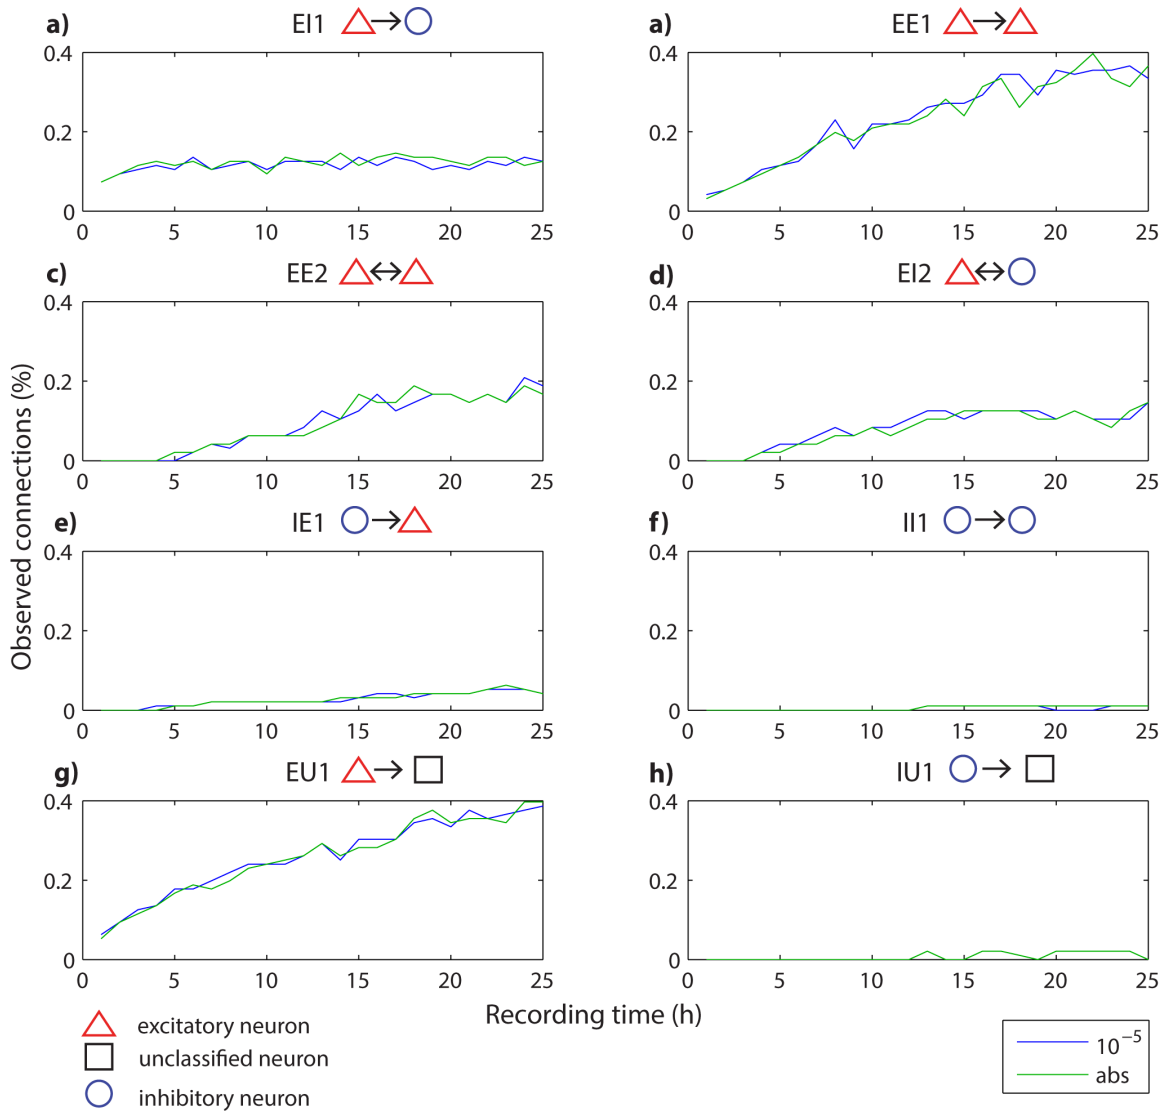 a) EI1
a) EE1
0.4
0.2
0
0 5 10 15 20 25
0.4
0.2
0
0 5 10 15 20 25
c) EE2
d) EI2
0.4
0.2
0
0 5 10 15 20 25
0.4
0.2
0
0 5 10 15 20 25
e) IE1
f) II1
0.4
0.2
0
0 5 10 15 20 25
0.4
0.2
0
0 5 10 15 20 25
g) EU1
h) IU1
0.4
0.2
0
0 5 10 15 20 25
0.4
0.2
0
0 5 10 15 20 25
Observed connections (%)
Recording time (h)
excitatory neuron
unclassified neuron
inhibitory neuron
10⁻⁵
abs